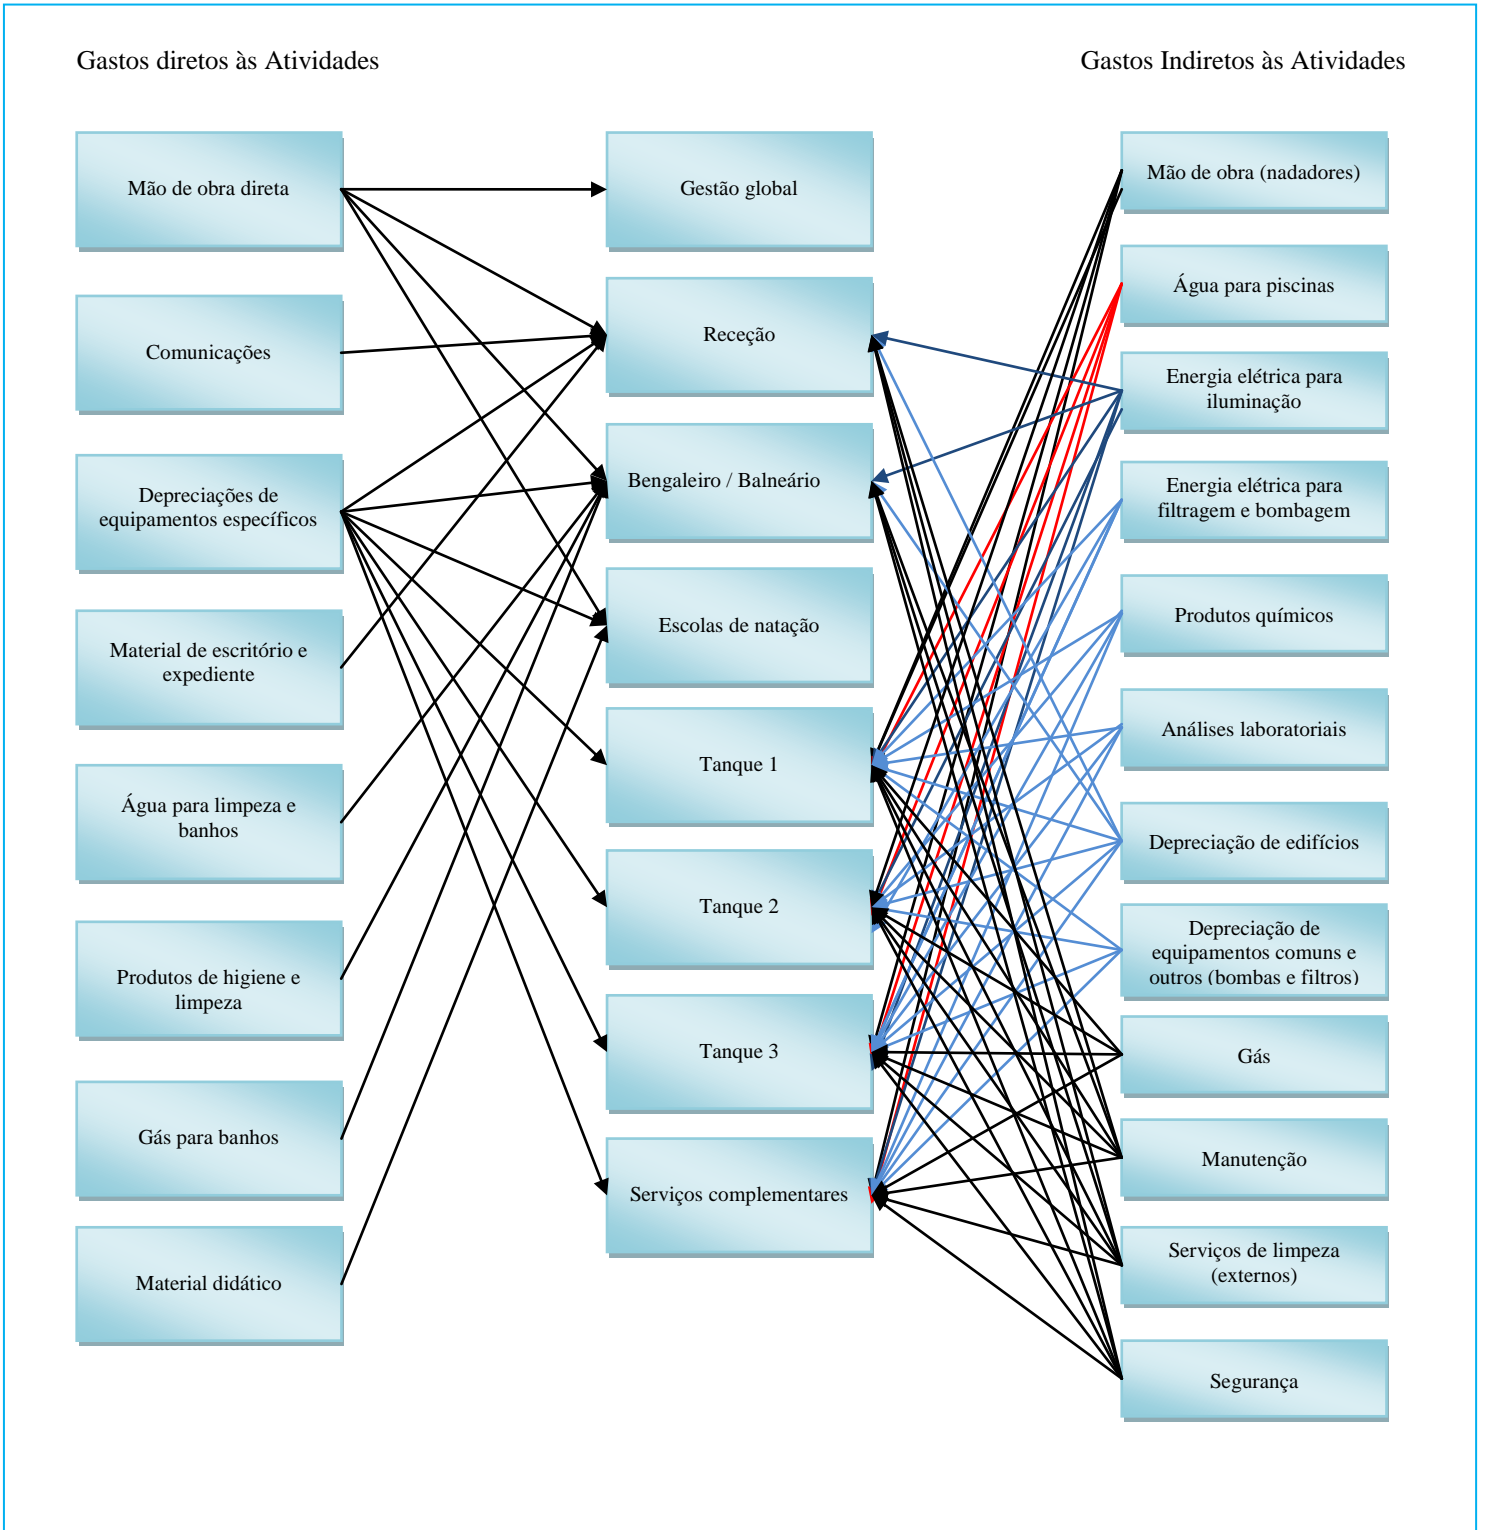 Gastos diretos às Atividades
Gastos Indiretos às Atividades
Mão de obra direta
Comunicações
Depreciações de
equipamentos específicos
Material de escritório e
expediente
Água para limpeza e
banhos
Produtos de higiene e
limpeza
Gás para banhos
Material didático
Gestão global
Receção
Bengaleiro / Balneário
Escolas de natação
Tanque 1
Tanque 2
Tanque 3
Serviços complementares
Mão de obra (nadadores)
Água para piscinas
Energia elétrica para
iluminação
Energia elétrica para
filtragem e bombagem
Produtos químicos
Análises laboratoriais
Depreciação de edifícios
Depreciação de
equipamentos comuns e
outros (bombas e filtros)
Gás
Manutenção
Serviços de limpeza
(externos)
Segurança